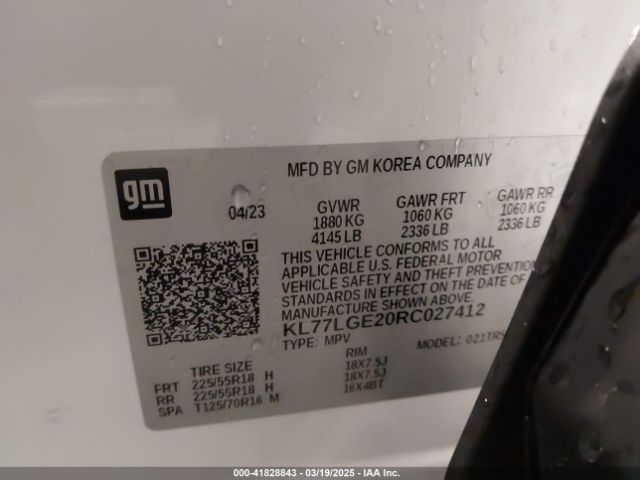 MFD BY GM KOREA COMPANY
gm
04/23
GVWR
1880 KG
4145 LB
GAWR FRT
1060 KG
2336 LB
GAWR RR
1060 KG
2336 LB
THIS VEHICLE CONFORMS TO ALL
APPLICABLE U.S. FEDERAL MOTOR
VEHICLE SAFETY AND THEFT PREVENTION
STANDARDS IN EFFECT ON THE DATE OF
MANUFACTURE SHOWN ABOVE.
KL77LGE20RC027412
TYPE: MPV
MODEL:
TIRE SIZE
RIM
FRT 225/55R18 H 18X7.5J
RR 225/55R18 H 18X7.5J
SPA T125/70R16 M 16X4BT
000-41828843 — 03/19/2025 — IAA Inc.